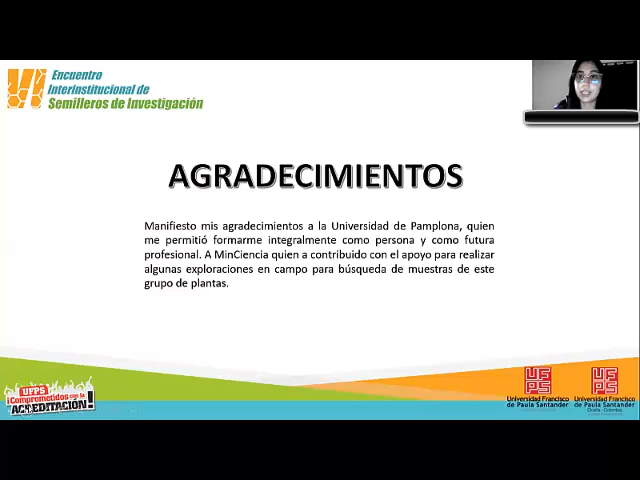 VI Encuentro
Interinstitucional de
Semilleros de Investigación
AGRADECIMIENTOS
Manifiesto mis agradecimientos a la Universidad de Pamplona, quien
me permitió formarme integralmente como persona y como futura
profesional. A MinCiencia quien a contribuido con el apoyo para realizar
algunas exploraciones en campo para búsqueda de muestras de este
grupo de plantas.
UFPS
¡Comprometidos con la
ACREDITACIÓN!
UFPS
Universidad Francisco
de Paula Santander
UFPS
Universidad Francisco
de Paula Santander
Ocaña - Colombia